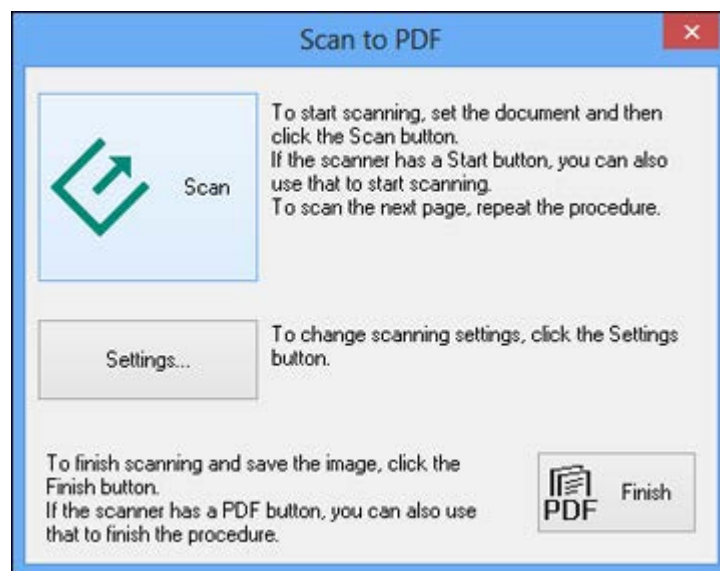 Scan to PDF
Scan
To start scanning, set the document and then
click the Scan button.
If the scanner has a Start button, you can also
use that to start scanning.
To scan the next page, repeat the procedure.
Settings...
To change scanning settings, click the Settings
button.
To finish scanning and save the image, click the
Finish button.
If the scanner has a PDF button, you can also use
that to finish the procedure.
PDF
Finish